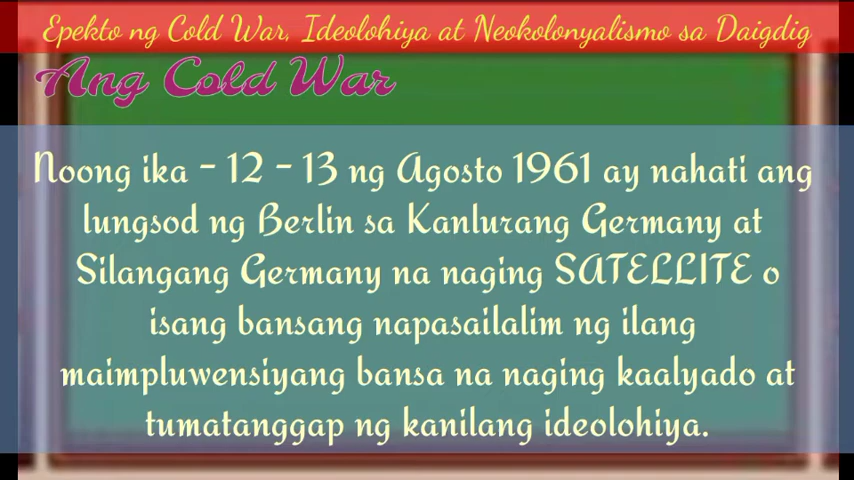 Epekto ng Cold War, Ideolohiya at Neokolonyalismo sa Daigdig
Ang Cold War
Noong ika - 12 - 13 ng Agosto 1961 ay nahati ang
lungsod ng Berlin sa Kanlurang Germany at
Silangang Germany na naging SATELLITE o
isang bansang napasailalim ng ilang
maimpluwensiyang bansa na naging kaalyado at
tumatanggap ng kanilang ideolohiya.